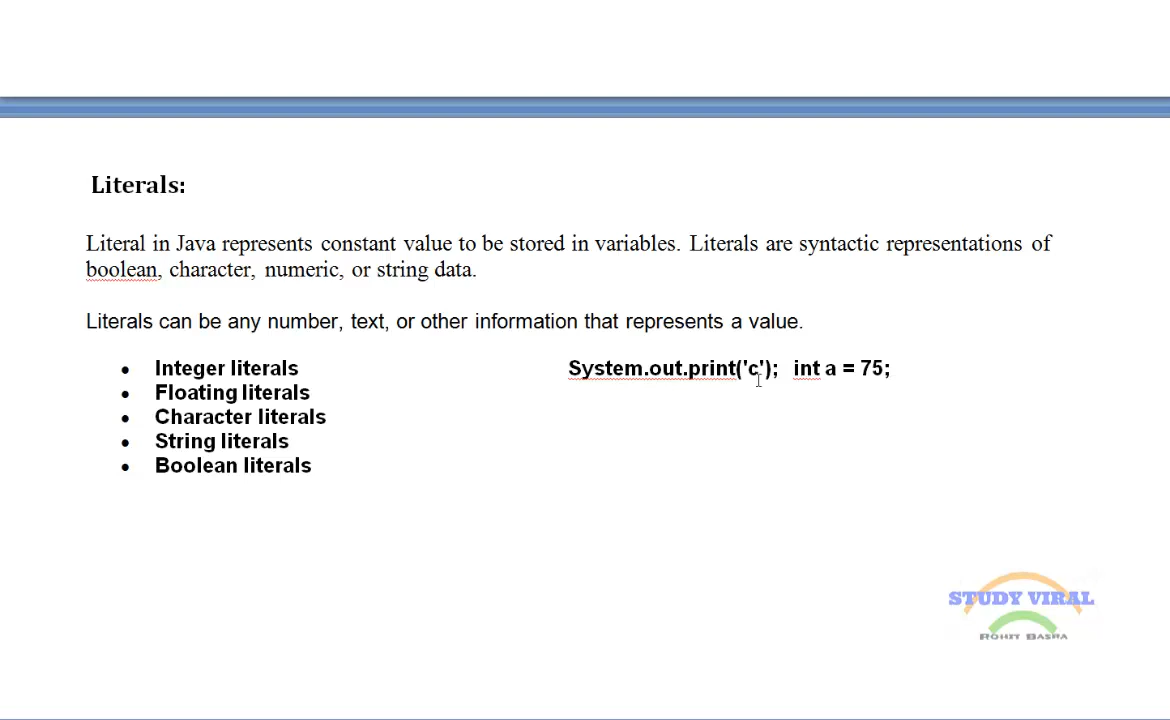 Literals:
Literal in Java represents constant value to be stored in variables. Literals are syntactic representations of
boolean, character, numeric, or string data.
Literals can be any number, text, or other information that represents a value.
• Integer literals
System.out.print('c'); int a = 75;
• Floating literals
• Character literals
• String literals
• Boolean literals
STUDY VIRAL
ROHIT BASHA